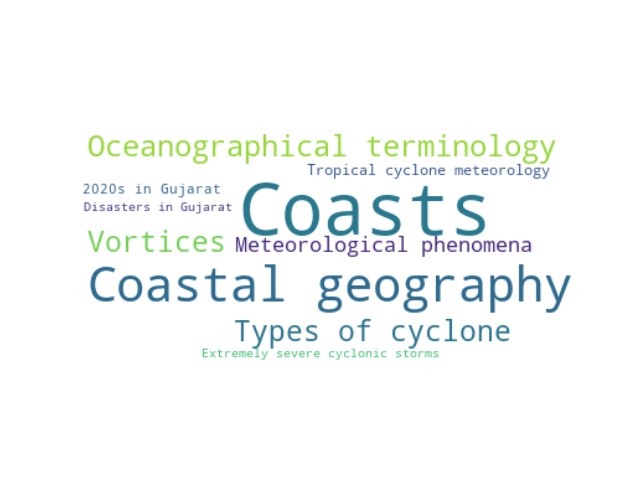 Oceanographical terminology
Tropical cyclone meteorology
2020s in Gujarat
Disasters in Gujarat
Coasts
Vortices
Meteorological phenomena
Coastal geography
Types of cyclone
Extremely severe cyclonic storms